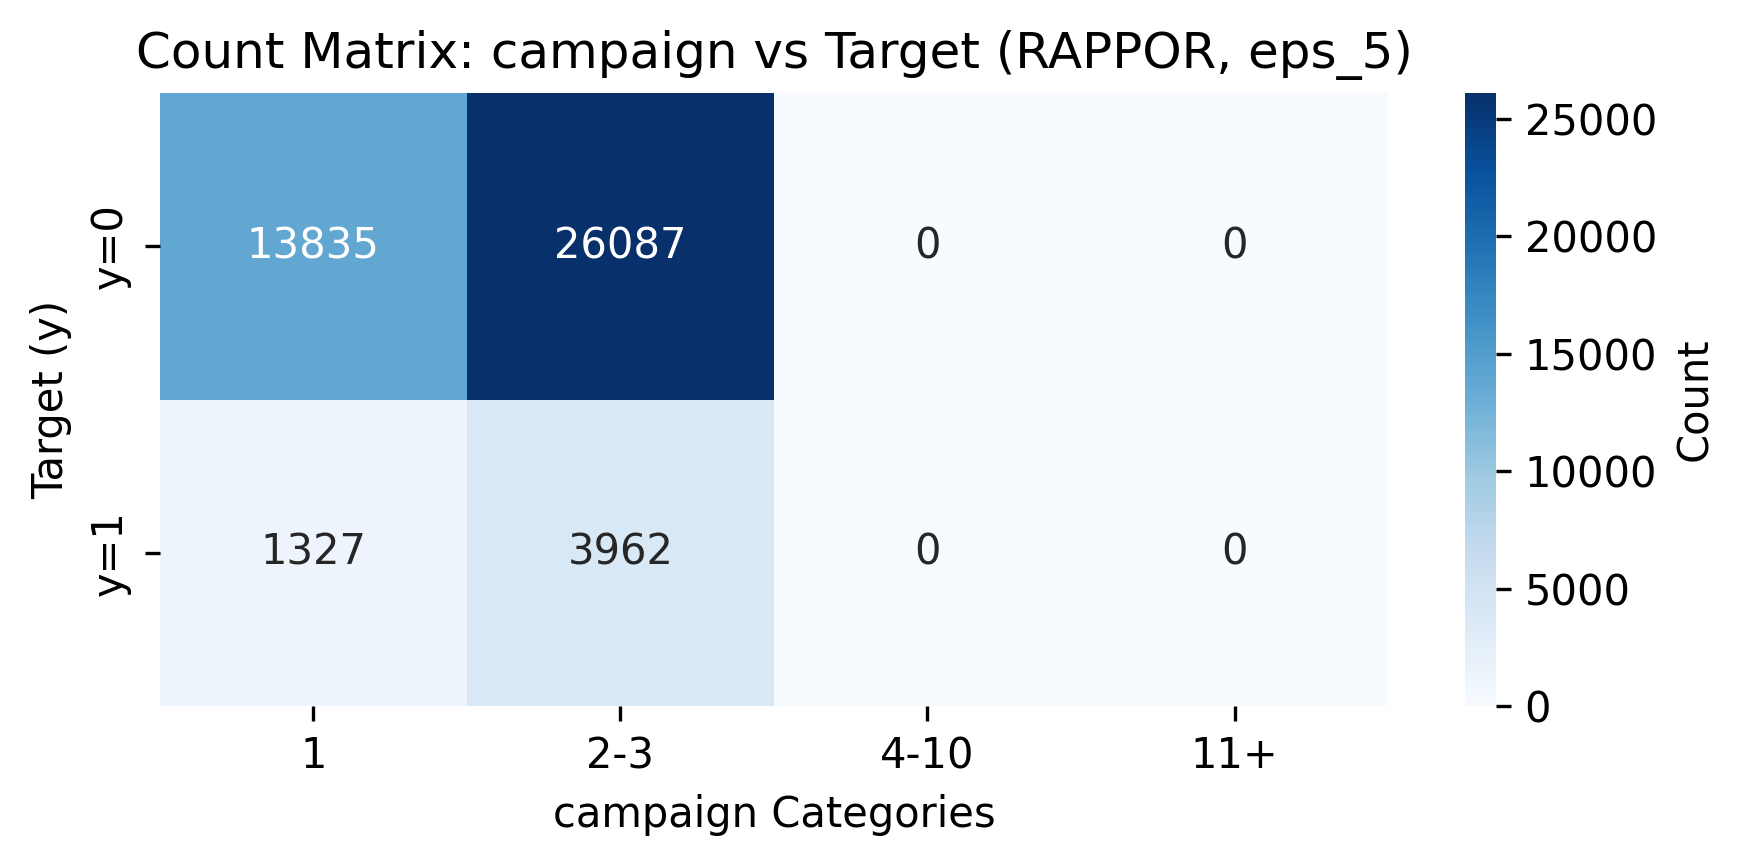 Count Matrix: campaign vs Target (RAPPOR, eps_5)
Target (y)
y=0
y=1
13835 26087 0 0
1327 3962 0 0
1 2-3 4-10 11+
campaign Categories
25000
20000
15000
10000
5000
0
Count